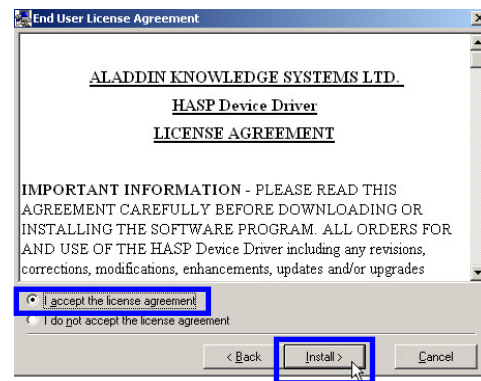 End User License Agreement
ALADDIN KNOWLEDGE SYSTEMS LTD.
HASP Device Driver
LICENSE AGREEMENT
IMPORTANT INFORMATION - PLEASE READ THIS
AGREEMENT CAREFULLY BEFORE DOWNLOADING OR
INSTALLING THE SOFTWARE PROGRAM. ALL ORDERS FOR
AND USE OF THE HASP Device Driver including any revisions,
corrections, modifications, enhancements, updates and/or upgrades
I accept the license agreement
I do not accept the license agreement
< Back Install > Cancel